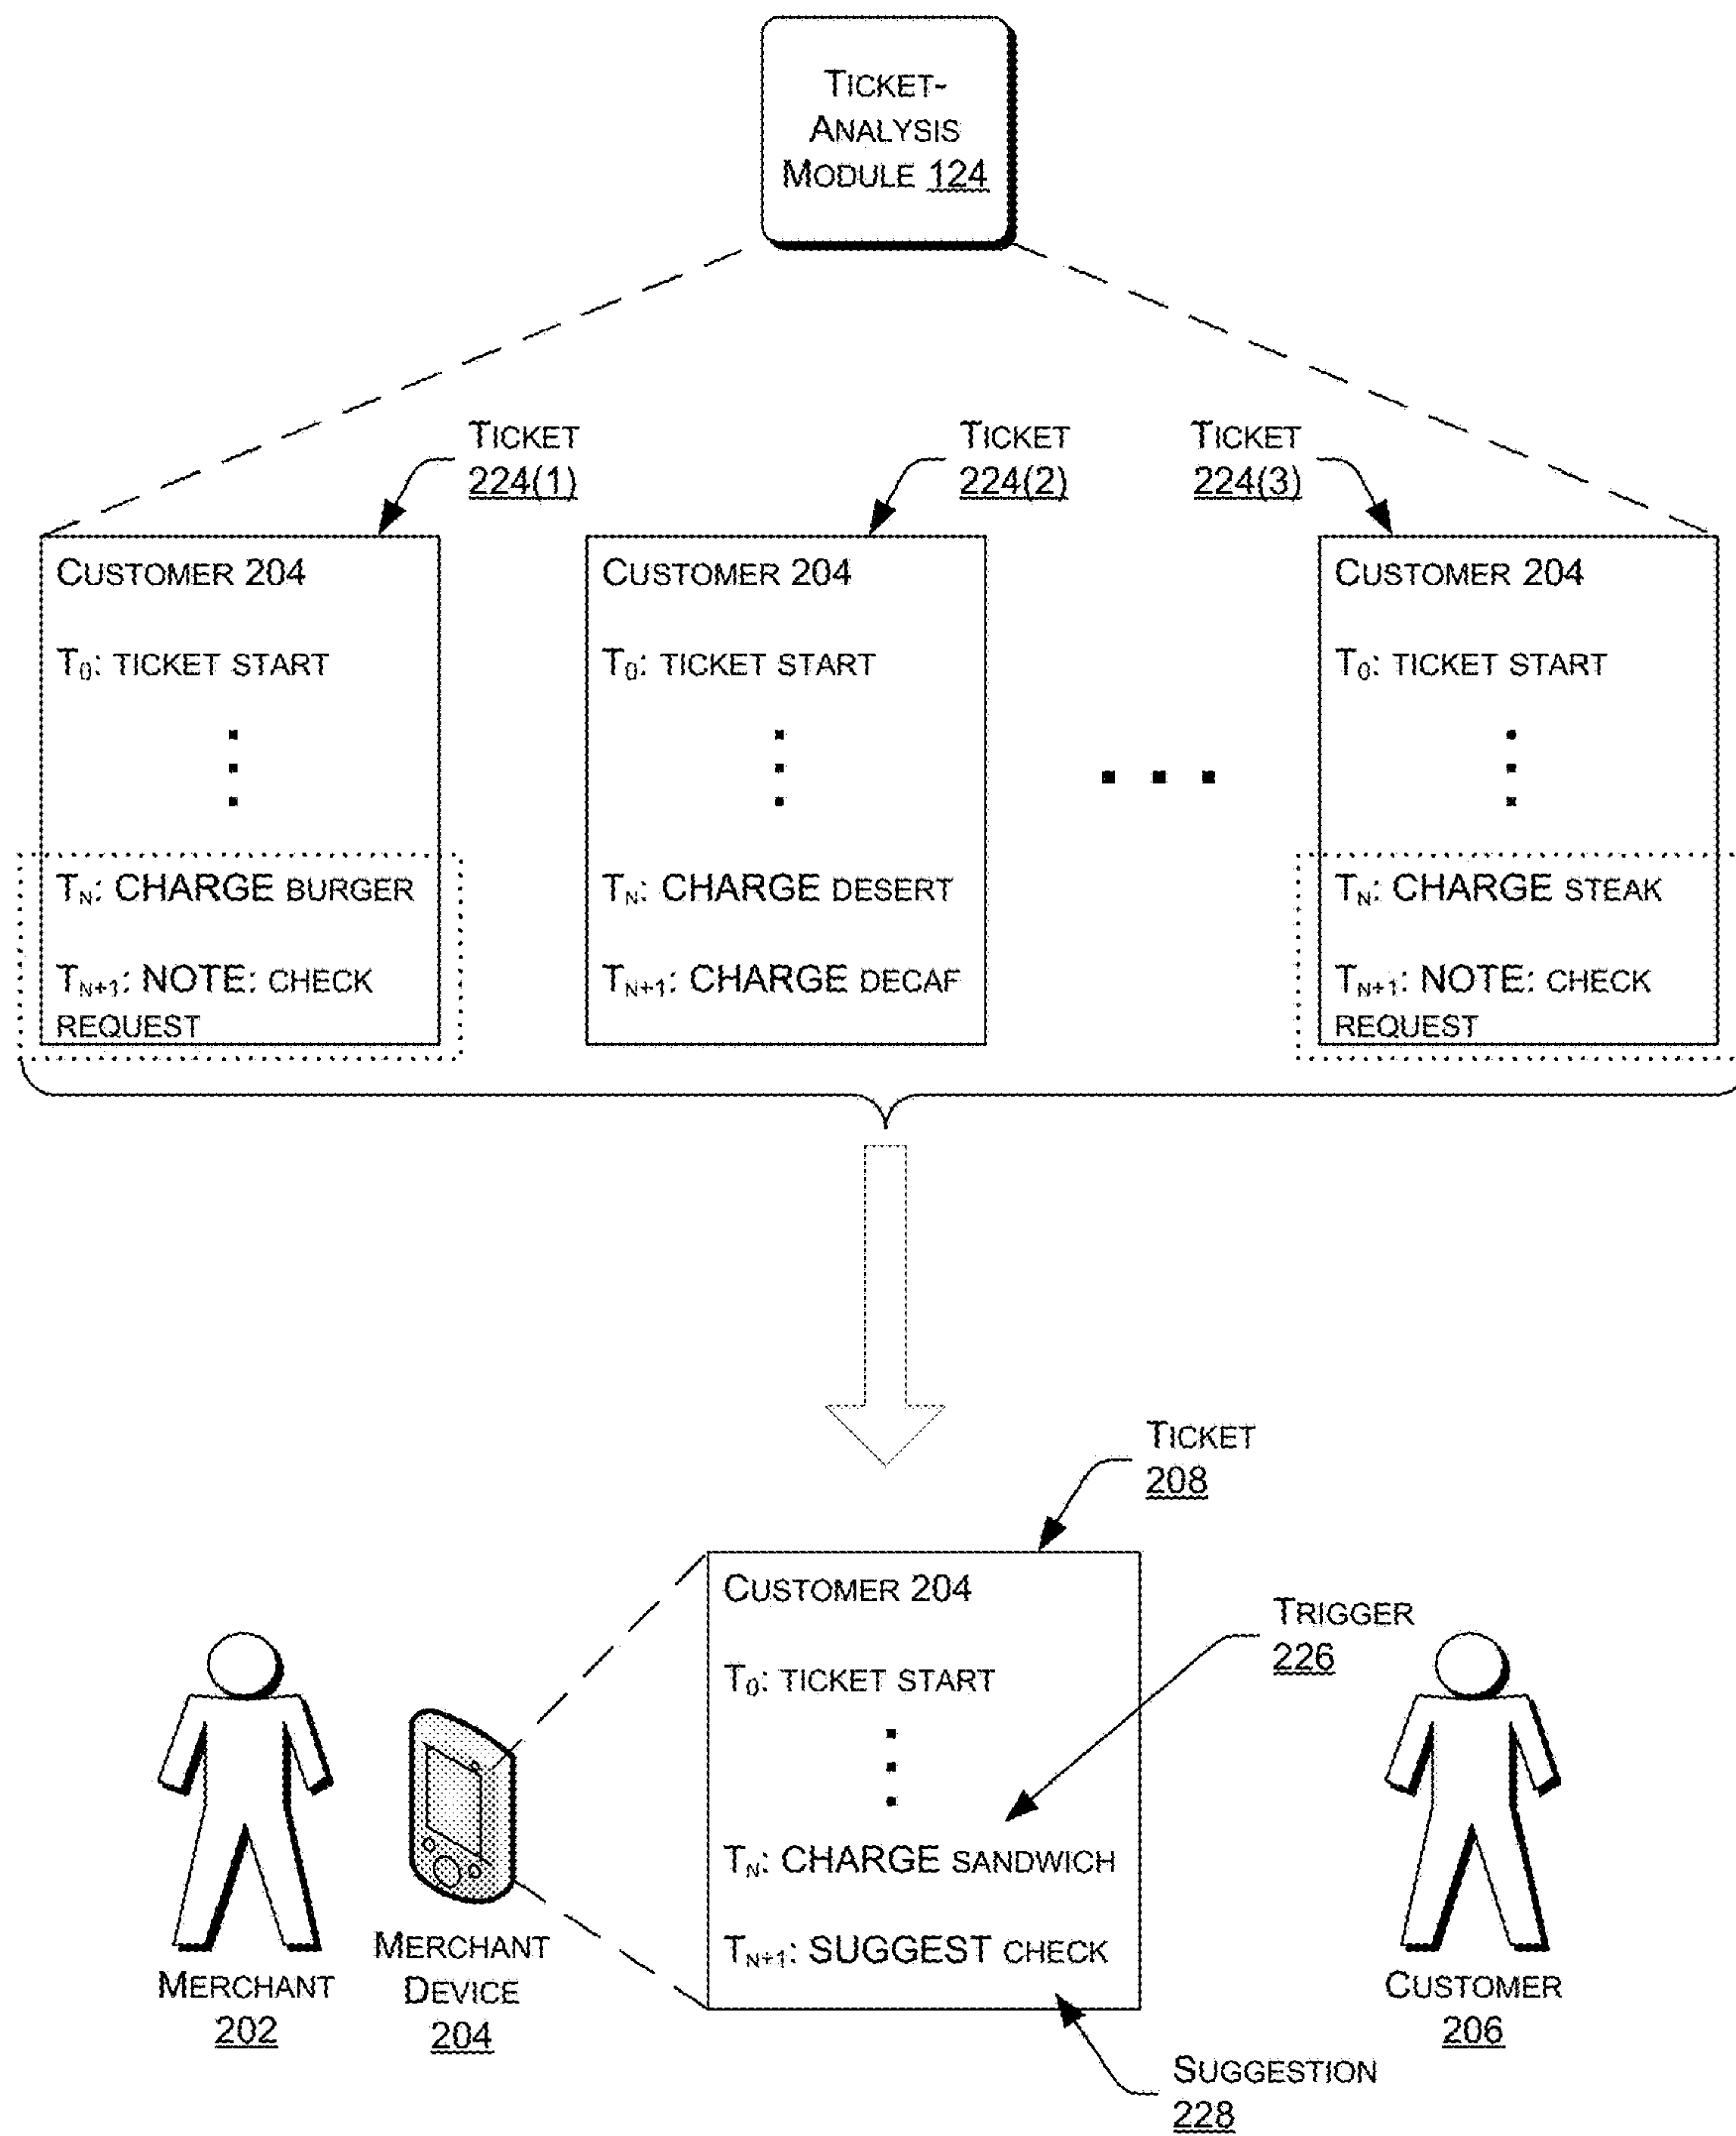 TICKET-
ANALYSIS
MODULE 124
TICKET
224(1)
TICKET
224(2)
TICKET
224(3)
CUSTOMER 204
T0: TICKET START
TN: CHARGE BURGER
TN+1: NOTE: CHECK
REQUEST
CUSTOMER 204
T0: TICKET START
TN: CHARGE DESERT
TN+1: CHARGE DECAF
CUSTOMER 204
T0: TICKET START
TN: CHARGE STEAK
TN+1: NOTE: CHECK
REQUEST
TICKET
208
CUSTOMER 204
T0: TICKET START
TN: CHARGE SANDWICH
TN+1: SUGGEST CHECK
TRIGGER
226
MERCHANT
202
MERCHANT
DEVICE
204
CUSTOMER
206
SUGGESTION
228